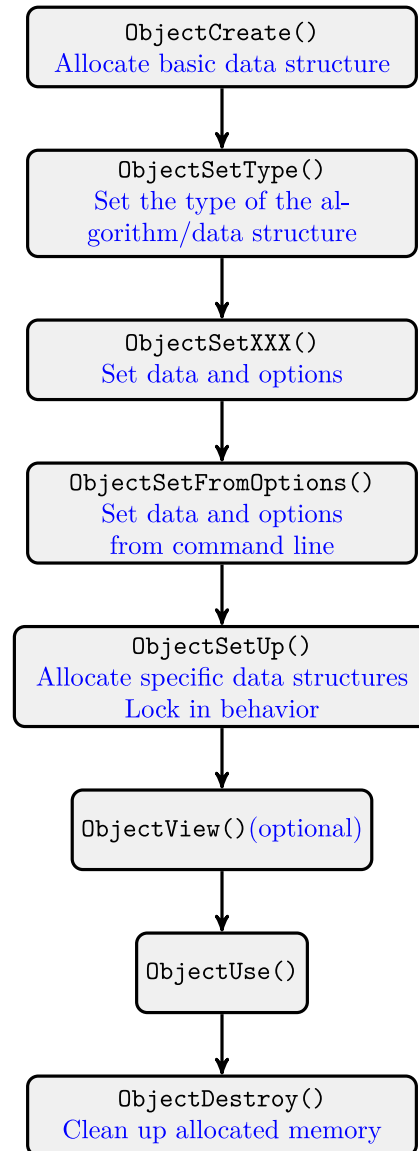 ObjectCreate()
Allocate basic data structure
ObjectSetType()
Set the type of the al-
gorithm/data structure
ObjectSetXXX()
Set data and options
ObjectSetFromOptions()
Set data and options
from command line
ObjectSetUp()
Allocate specific data structures
Lock in behavior
ObjectView()(optional)
ObjectUse()
ObjectDestroy()
Clean up allocated memory